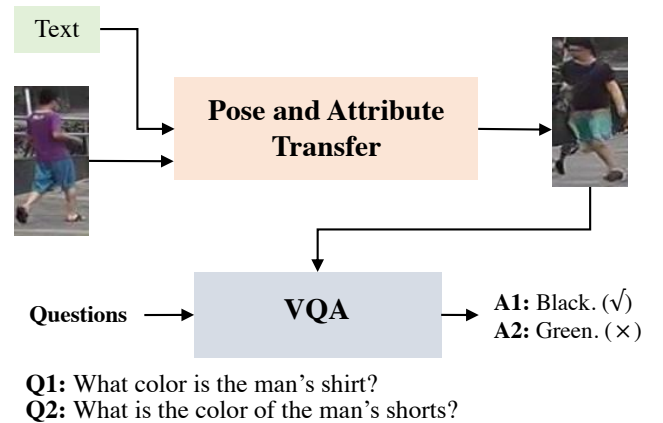 Text
Pose and Attribute
Transfer
Questions
VQA
A1: Black. (√)
A2: Green. (×)
Q1: What color is the man's shirt?
Q2: What is the color of the man's shorts?